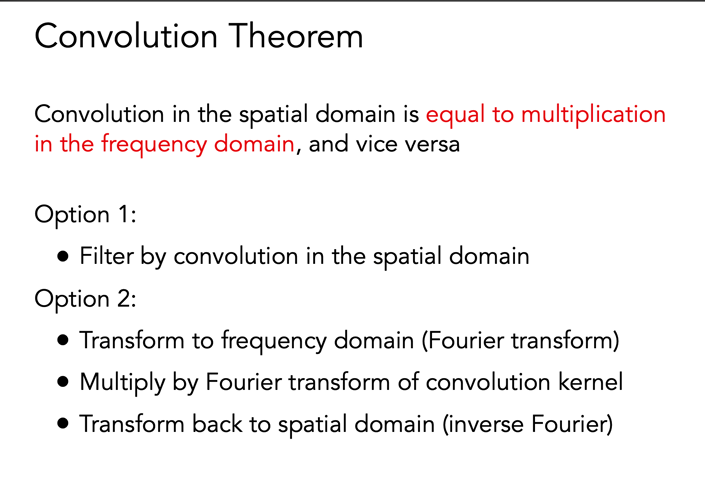 Convolution Theorem
Convolution in the spatial domain is equal to multiplication
in the frequency domain, and vice versa
Option 1:
• Filter by convolution in the spatial domain
Option 2:
• Transform to frequency domain (Fourier transform)
• Multiply by Fourier transform of convolution kernel
• Transform back to spatial domain (inverse Fourier)